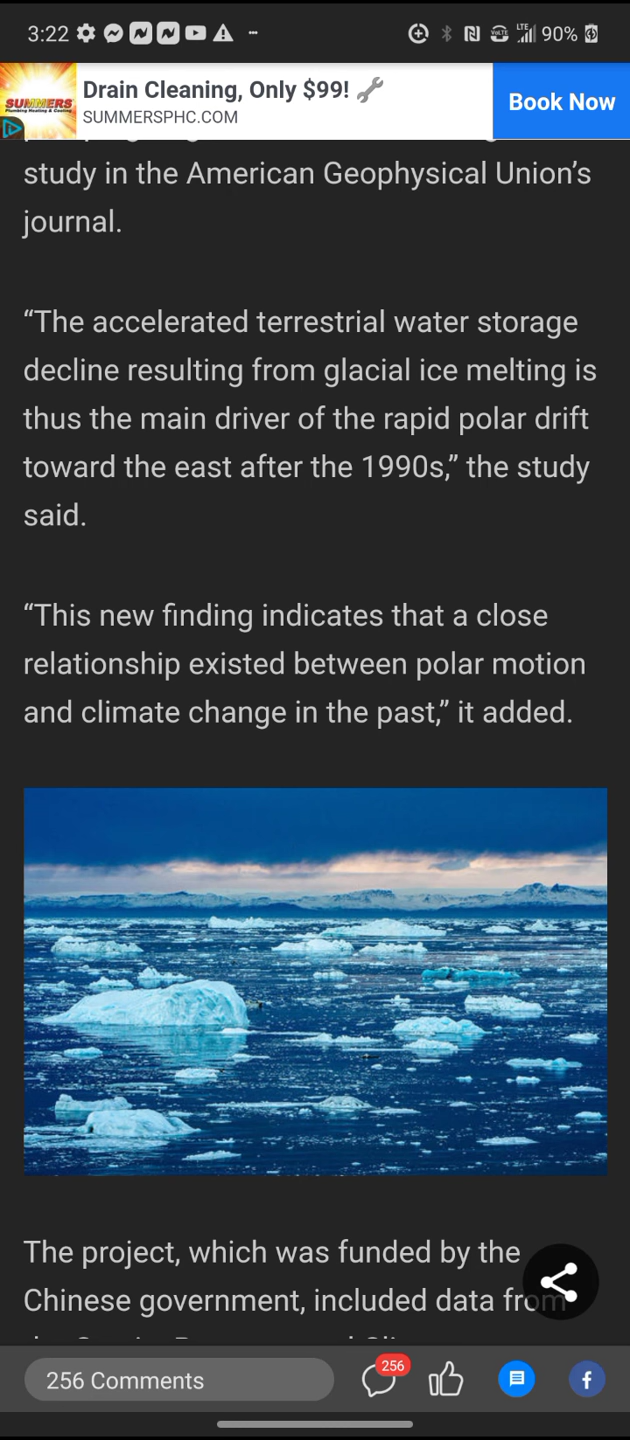 3:22
LTE
90%
SUMMERS
Plumbing Heating & Cooling
Drain Cleaning, Only $99!
SUMMERSPHC.COM
Book Now
study in the American Geophysical Union’s
journal.
“The accelerated terrestrial water storage
decline resulting from glacial ice melting is
thus the main driver of the rapid polar drift
toward the east after the 1990s,” the study
said.
“This new finding indicates that a close
relationship existed between polar motion
and climate change in the past,” it added.
The project, which was funded by the
Chinese government, included data from
256 Comments
256